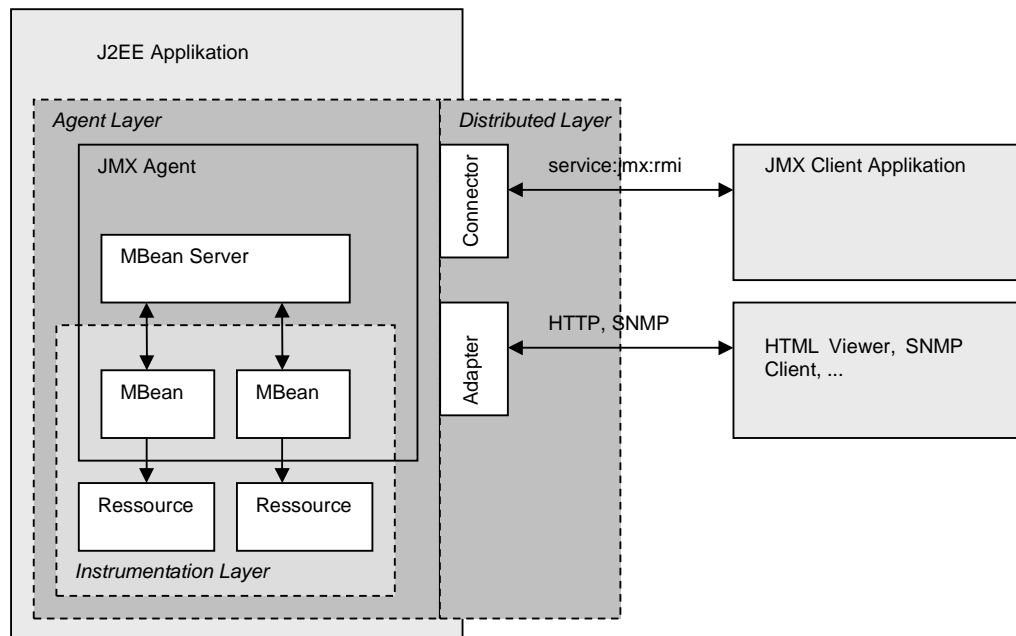 J2EE Applikation
Agent Layer
Distributed Layer
JMX Agent
Connector
service:jmx:rmi
JMX Client Applikation
MBean Server
Adapter
HTTP, SNMP
HTML Viewer, SNMP
Client, ...
MBean
MBean
Ressource
Ressource
Instrumentation Layer